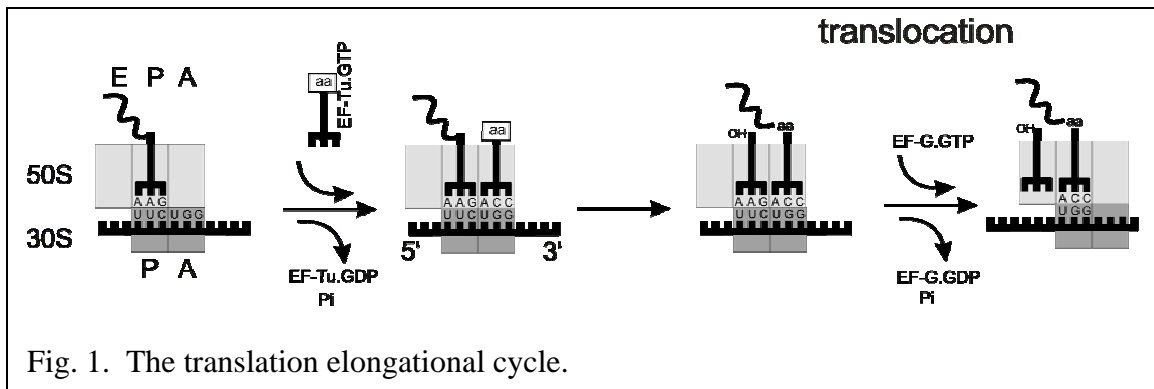 translocation
E P A
aa
EF-Tu.GTP
50S
30S
AAG
UUCUGG
P A
EF-Tu.GDP
Pi
aa
AAG ACC
UUC UGG
5' 3'
OH aa
AAG ACC
UUC UGG
EF-G.GTP
EF-G.GDP
Pi
OH aa
ACC
UGG
Fig. 1. The translation elongational cycle.